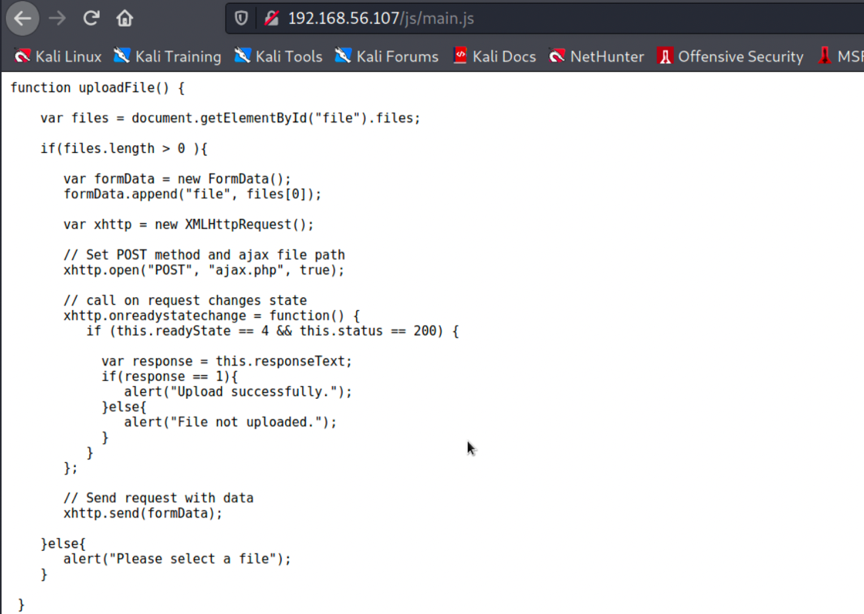 192.168.56.107/js/main.js
Kali Linux Kali Training Kali Tools Kali Forums Kali Docs NetHunter Offensive Security MSF
function uploadFile() {
var files = document.getElementById("file").files;
if(files.length > 0 ){
var formData = new FormData();
formData.append("file", files[0]);
var xhttp = new XMLHttpRequest();
// Set POST method and ajax file path
xhttp.open("POST", "ajax.php", true);
// call on request changes state
xhttp.onreadystatechange = function() {
if (this.readyState == 4 && this.status == 200) {
var response = this.responseText;
if(response == 1){
alert("Upload successfully.");
}else{
alert("File not uploaded.");
}
}
};
// Send request with data
xhttp.send(formData);
}else{
alert("Please select a file");
}
}